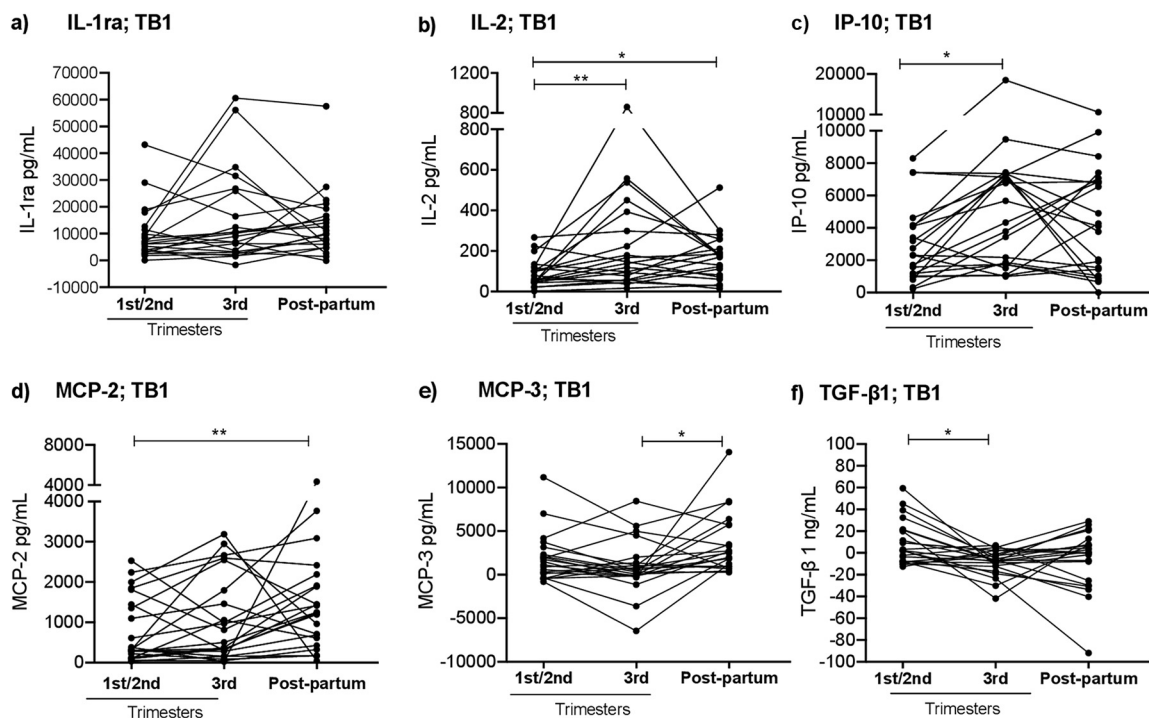 a) IL-1ra; TB1
70000
60000
50000
40000
30000
20000
10000
0
-10000
IL-1ra pg/mL
1st/2nd 3rd Post-partum
Trimesters
b) IL-2; TB1
*
**
1200
800
600
400
200
0
IL-2 pg/mL
1st/2nd 3rd Post-partum
Trimesters
c) IP-10; TB1
*
20000
10000
8000
6000
4000
2000
0
IP-10 pg/mL
1st/2nd 3rd Post-partum
Trimesters
d) MCP-2; TB1
**
8000
4000
4000
3000
2000
1000
0
MCP-2 pg/mL
1st/2nd 3rd Post-partum
Trimesters
e) MCP-3; TB1
*
15000
10000
5000
0
-5000
-10000
MCP-3 pg/mL
1st/2nd 3rd Post-partum
Trimesters
f) TGF-β1; TB1
*
100
80
60
40
20
0
-20
-40
-60
-80
-100
TGF-β 1 ng/mL
1st/2nd 3rd Post-partum
Trimesters